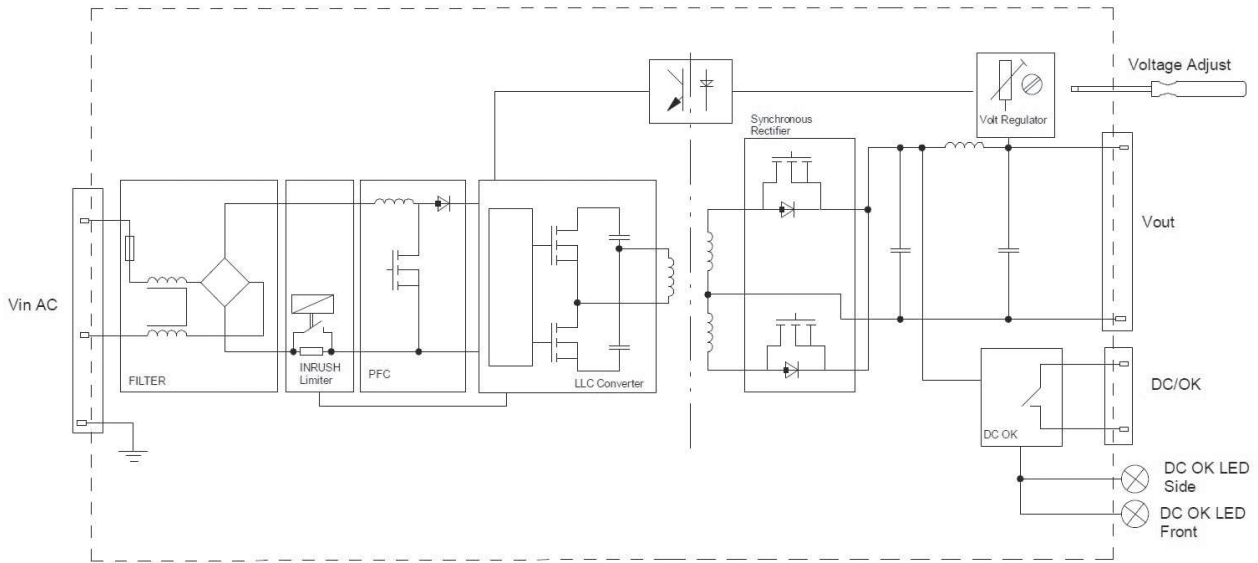 Voltage Adjust
Volt Regulator
Synchronous
Rectifier
Vout
Vin AC
FILTER
INRUSH
Limiter
PFC
LLC Converter
DC/OK
DC OK
DC OK LED
Side
DC OK LED
Front